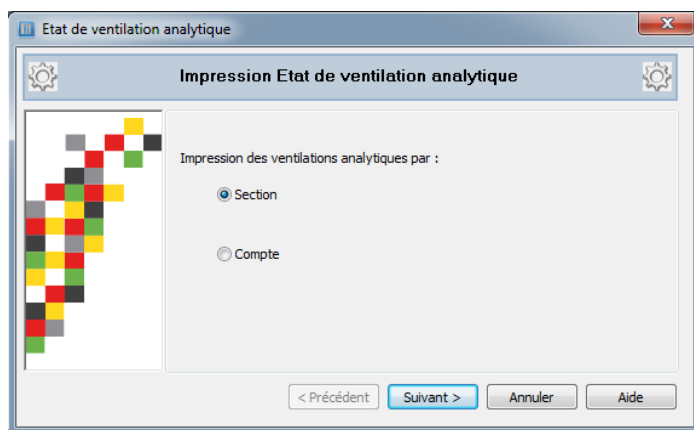 Etat de ventilation analytique
Impression Etat de ventilation analytique
Impression des ventilations analytiques par :
Section
Compte
< Précédent Suivant > Annuler Aide